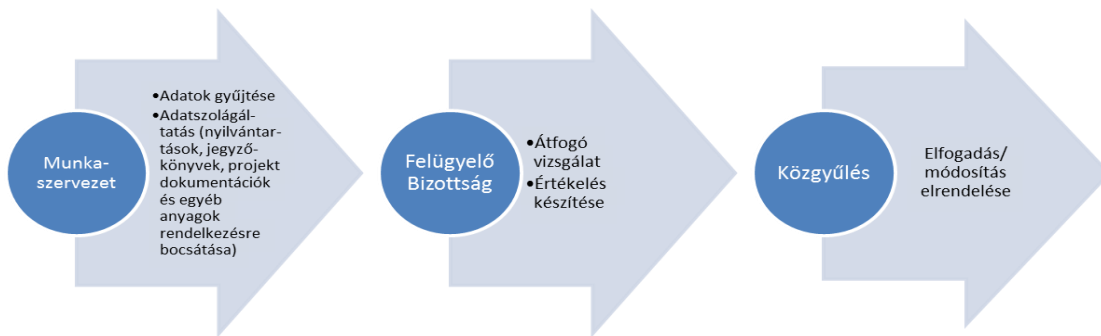 Munka-
szervezet
•Adatok gyűjtése
•Adatszolágál-
tatás (nyilvántar-
tások, jegyző-
könyvek, projekt
dokumentációk
és egyéb
anyagok
rendelkezésre
bocsátása)
Felügyelő
Bizottság
•Átfogó
vizsgálat
•Értékelés
készítése
Közgyűlés
Elfogadás/
módosítás
elrendelése